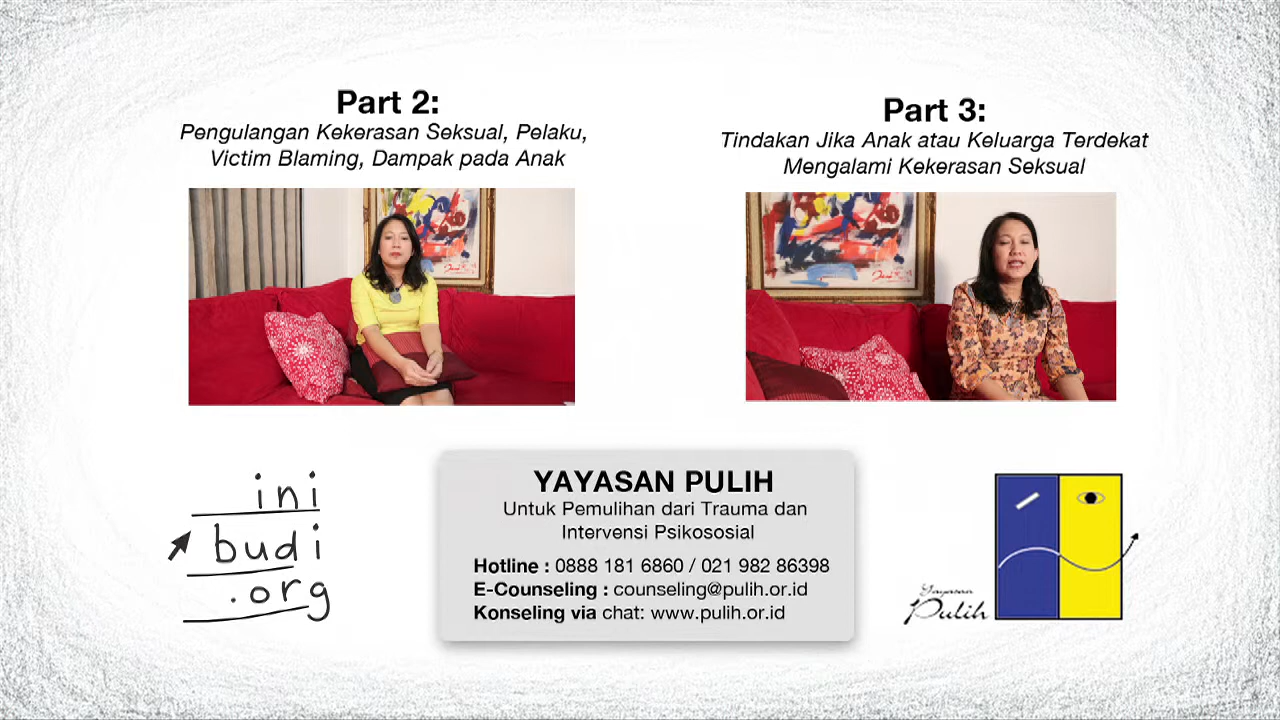 Part 2:
Pengulangan Kekerasan Seksual, Pelaku,
Victim Blaming, Dampak pada Anak
Part 3:
Tindakan Jika Anak atau Keluarga Terdekat
Mengalami Kekerasan Seksual
ini
budi
.org
YAYASAN PULIH
Untuk Pemulihan dari Trauma dan
Intervensi Psikososial
Hotline : 0888 181 6860 / 021 982 86398
E-Counseling : counseling@pulih.or.id
Konseling via chat: www.pulih.or.id
Yayasan
Pulih